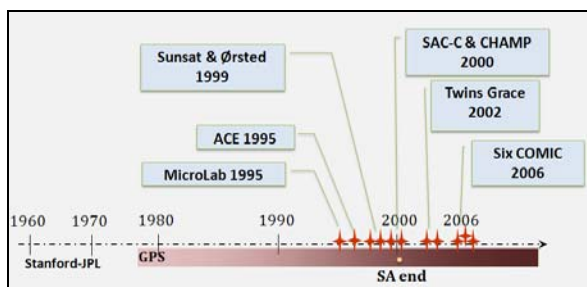 Sunsat & Ørsted
1999
SAC-C & CHAMP
2000
Twins Grace
2002
ACE 1995
Six COMIC
2006
MicroLab 1995
1960 1970 1980 1990 2000 2006
Stanford-JPL GPS
SA end